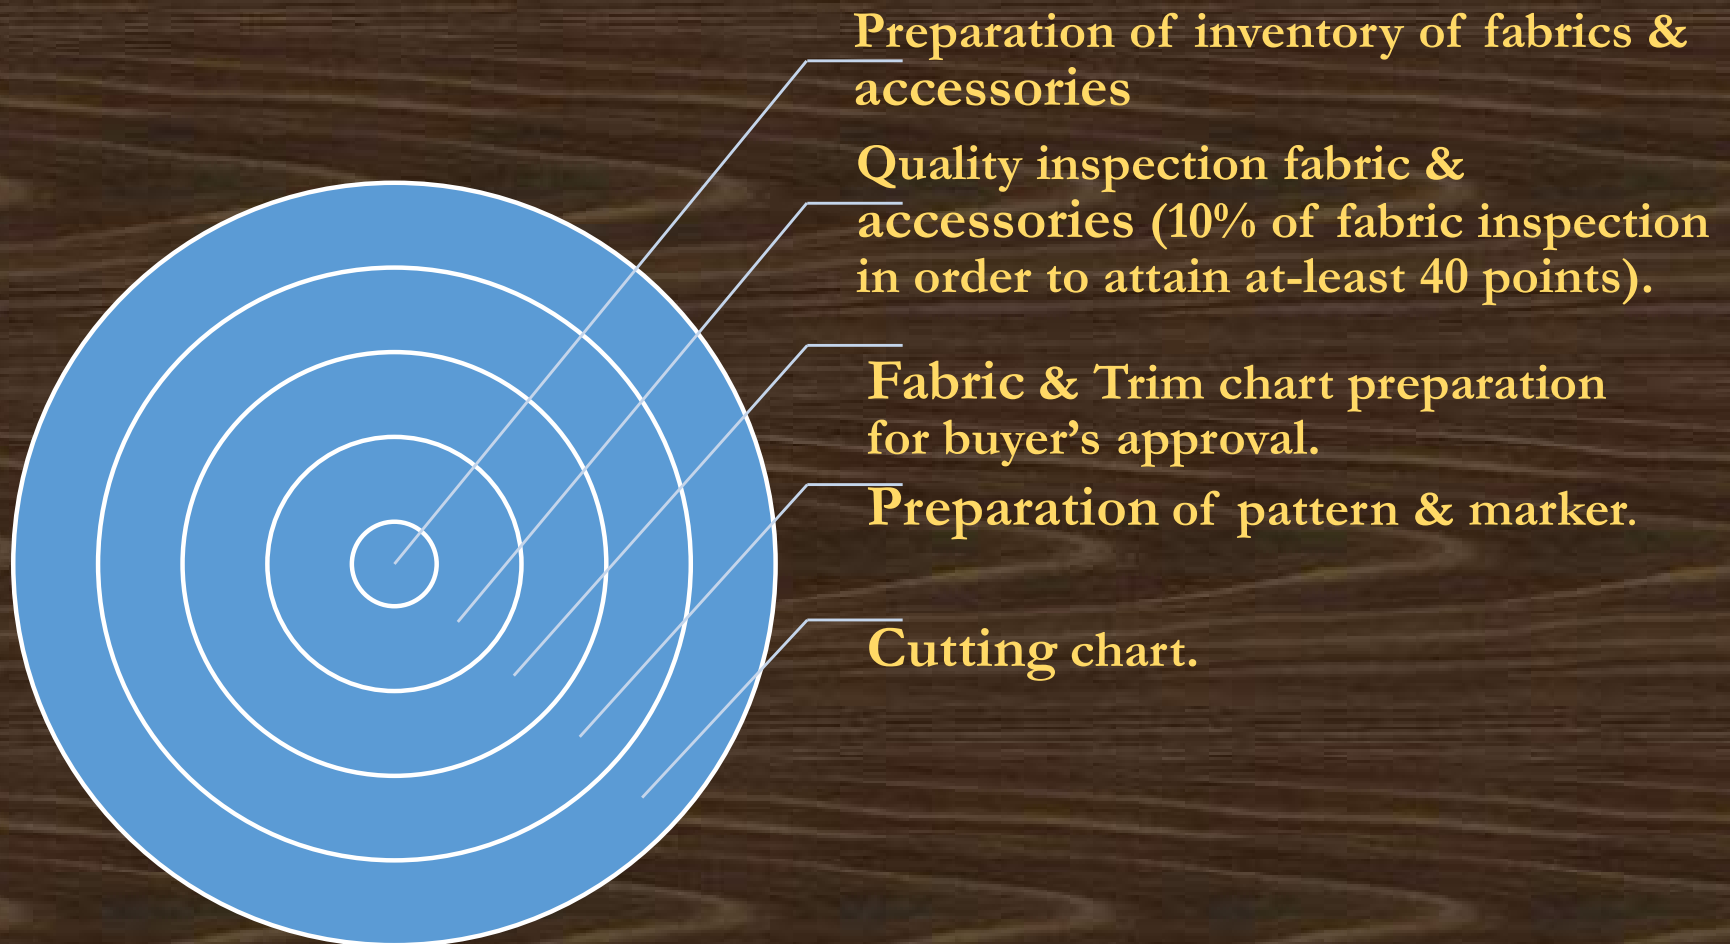 Preparation of inventory of fabrics &
accessories
Quality inspection fabric &
accessories (10% of fabric inspection
in order to attain at-least 40 points).
Fabric & Trim chart preparation
for buyer’s approval.
Preparation of pattern & marker.
Cutting chart.